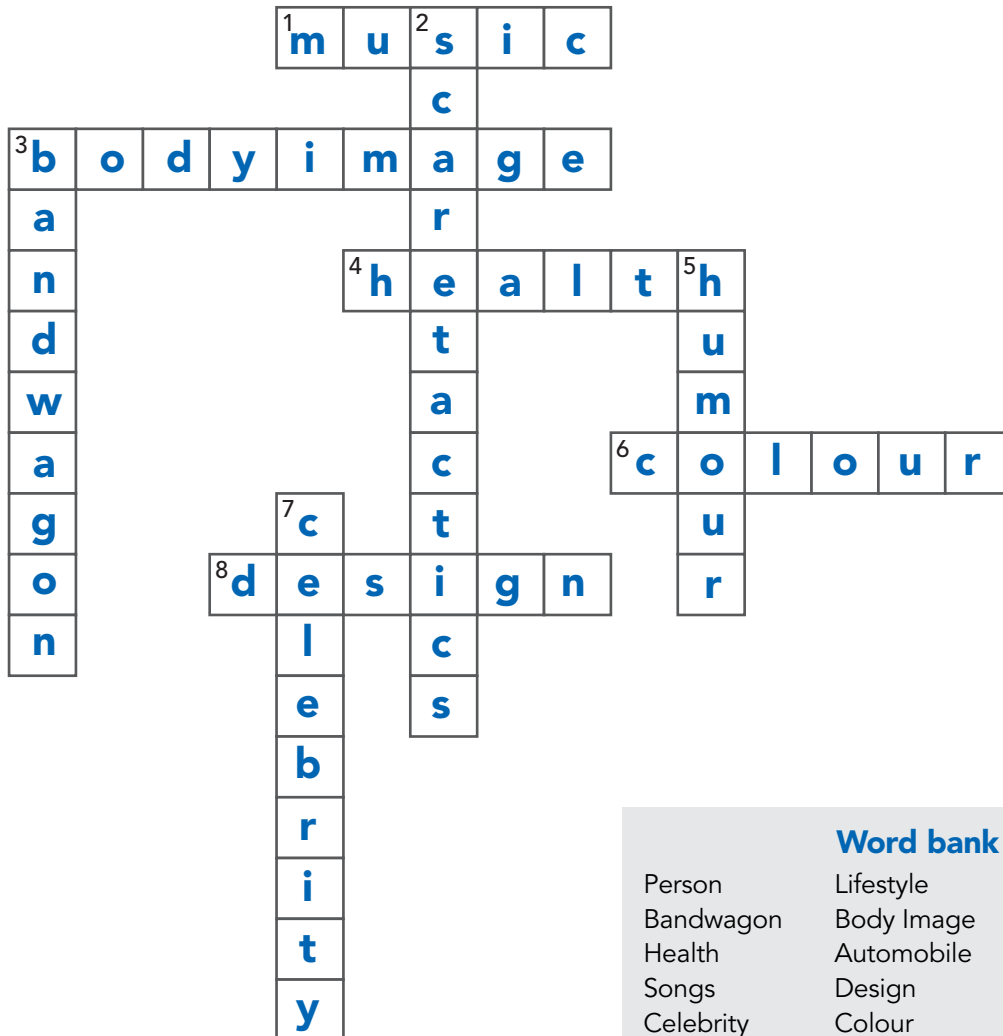 1 m u 2 s i c
c
3 b o d y i m a g e
a r
n 4 h e a l t 5 h
d t u
w a m
a c 6 c o l o u r
g 7 c t u
o 8 d e s i g n r
n l c
e s
b
r
i
t
y
Word bank
Person Lifestyle
Bandwagon Body Image
Health Automobile
Songs Design
Celebrity Colour